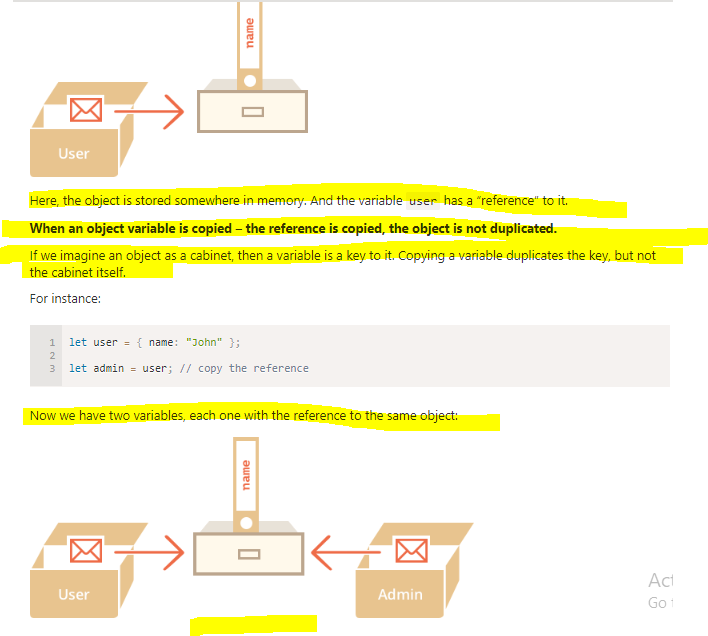 name
User
Here, the object is stored somewhere in memory. And the variable user has a “reference” to it.
When an object variable is copied – the reference is copied, the object is not duplicated.
If we imagine an object as a cabinet, then a variable is a key to it. Copying a variable duplicates the key, but not
the cabinet itself.
For instance:
1 let user = { name: "John" };
2
3 let admin = user; // copy the reference
Now we have two variables, each one with the reference to the same object:
name
User
Admin
Act
Go